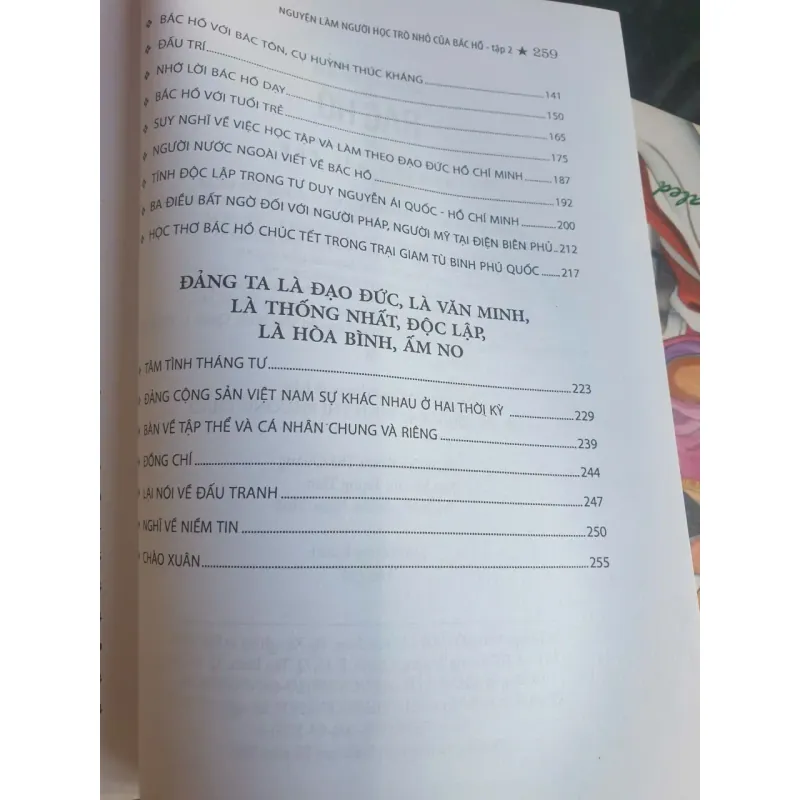 NGUYỆN LÀM NGƯỜI HỌC TRÒ NHỎ CỦA BÁC HỒ - tập 2 ★ 259
BÁC HỒ VỚI BÁC TÔN, CỤ HUỲNH THÚC KHÁNG 141
ĐẤU TRÍ 150
NHỚ LỜI BÁC HỒ DẠY 165
BÁC HỒ VỚI TUỔI TRẺ 175
SUY NGHĨ VỀ VIỆC HỌC TẬP VÀ LÀM THEO ĐẠO ĐỨC HỒ CHÍ MINH 187
NGƯỜI NƯỚC NGOÀI VIẾT VỀ BÁC HỒ 192
TÍNH ĐỘC LẬP TRONG TƯ DUY NGUYỄN ÁI QUỐC - HỒ CHÍ MINH 200
BA ĐIỀU BẤT NGỜ ĐỐI VỚI NGƯỜI PHÁP, NGƯỜI MỸ TẠI ĐIỆN BIÊN PHỦ 212
HỌC THƠ BÁC HỒ CHÚC TẾT TRONG TRẠI GIAM TÙ BINH PHÚ QUỐC 217
ĐẢNG TA LÀ ĐẠO ĐỨC, LÀ VĂN MINH,
LÀ THỐNG NHẤT, ĐỘC LẬP,
LÀ HÒA BÌNH, ẤM NO
TÂM TÌNH THÁNG TƯ 223
ĐẢNG CỘNG SẢN VIỆT NAM SỰ KHÁC NHAU Ở HAI THỜI KỲ 229
BÀN VỀ TẬP THỂ VÀ CÁ NHÂN CHUNG VÀ RIÊNG 239
ĐỒNG CHÍ 244
LẠI NÓI VỀ ĐẤU TRANH 247
NGHĨ VỀ NIỀM TIN 250
CHÀO XUÂN 255